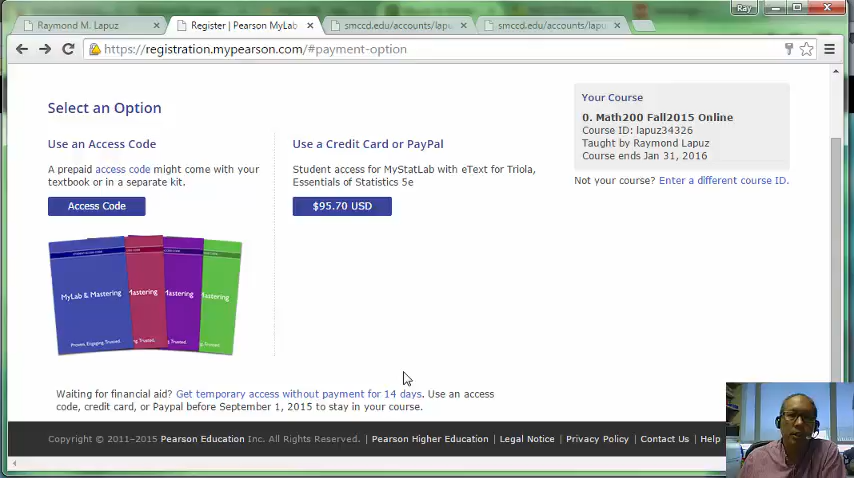 Ray
Raymond M. Lapuz
Register | Pearson MyLab
smccd.edu/accounts/lapu
smccd.edu/accounts/lapu
https://registration.mypearson.com/#payment-option
Select an Option
Use an Access Code
A prepaid access code might come with your
textbook or in a separate kit.
Access Code
MyLab & Mastering
Mastering
Mastering
Mastering
Proven. Engaging. Trusted.
Use a Credit Card or PayPal
Student access for MyStatLab with eText for Triola,
Essentials of Statistics 5e
$95.70 USD
Your Course
0. Math200 Fall2015 Online
Course ID: lapuz34326
Taught by Raymond Lapuz
Course ends Jan 31, 2016
Not your course? Enter a different course ID.
Waiting for financial aid? Get temporary access without payment for 14 days. Use an access
code, credit card, or Paypal before September 1, 2015 to stay in your course.
Copyright © 2011–2015 Pearson Education Inc. All Rights Reserved. | Pearson Higher Education | Legal Notice | Privacy Policy | Contact Us | Help